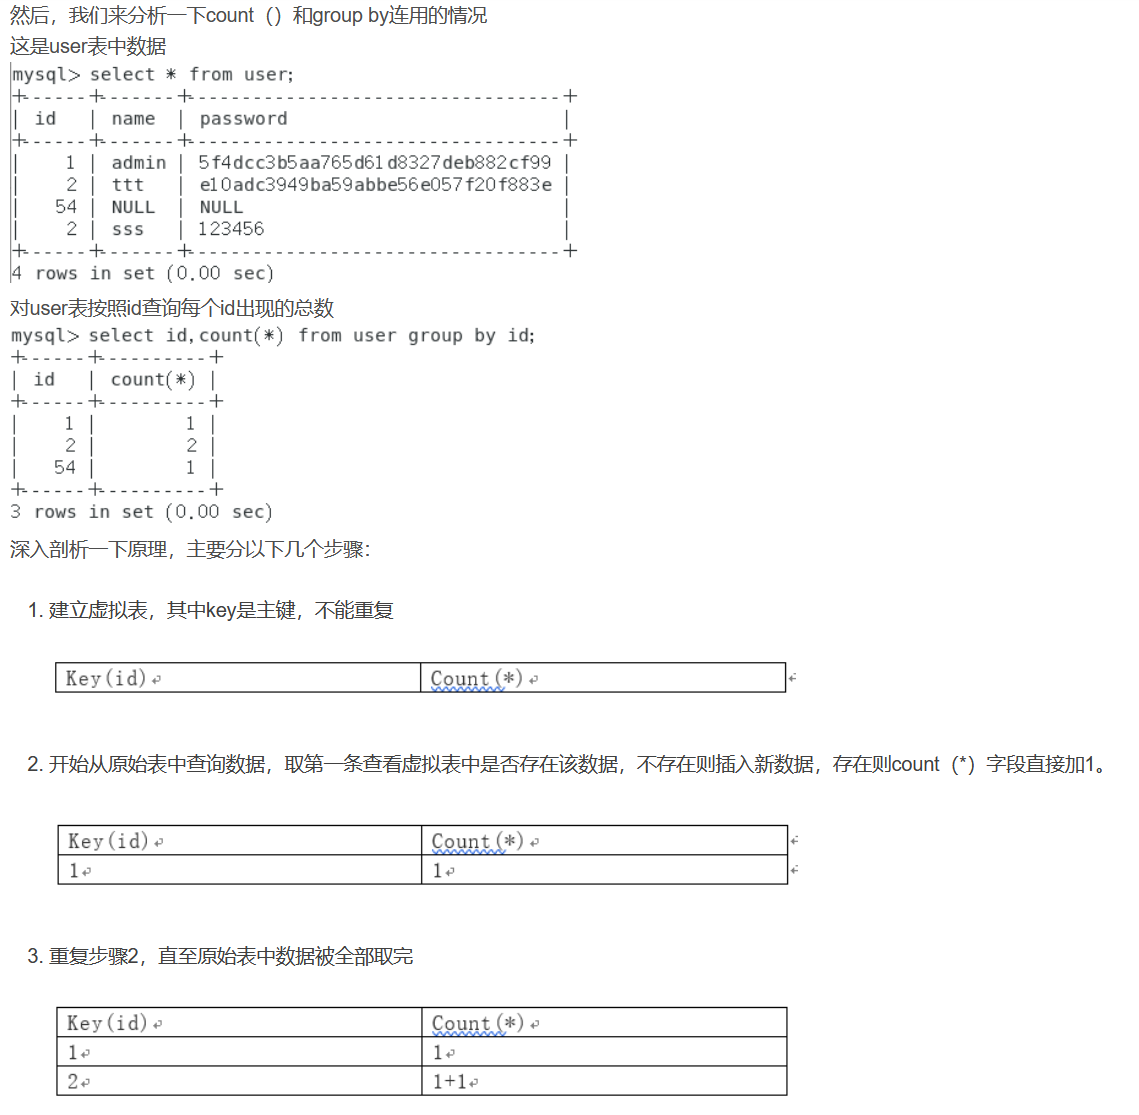 然后，我们来分析一下count（）和group by连用的情况
这是user表中数据
mysql> select * from user;
+------+-------+----------------------------------+
| id   | name  | password                         |
+------+-------+----------------------------------+
|    1 | admin | 5f4dcc3b5aa765d61d8327deb882cf99 |
|    2 | ttt   | e10adc3949ba59abbe56e057f20f883e |
|   54 | NULL  | NULL                             |
|    2 | sss   | 123456                           |
+------+-------+----------------------------------+
4 rows in set (0.00 sec)
对user表按照id查询每个id出现的总数
mysql> select id,count(*) from user group by id;
+------+----------+
| id   | count(*) |
+------+----------+
|    1 |        1 |
|    2 |        2 |
|   54 |        1 |
+------+----------+
3 rows in set (0.00 sec)
深入剖析一下原理，主要分以下几个步骤：
1. 建立虚拟表，其中key是主键，不能重复
Key(id) Count(*)
2. 开始从原始表中查询数据，取第一条查看虚拟表中是否存在该数据，不存在则插入新数据，存在则count（*）字段直接加1。
Key(id) Count(*)
1 1
3. 重复步骤2，直至原始表中数据被全部取完
Key(id) Count(*)
1 1
2 1+1